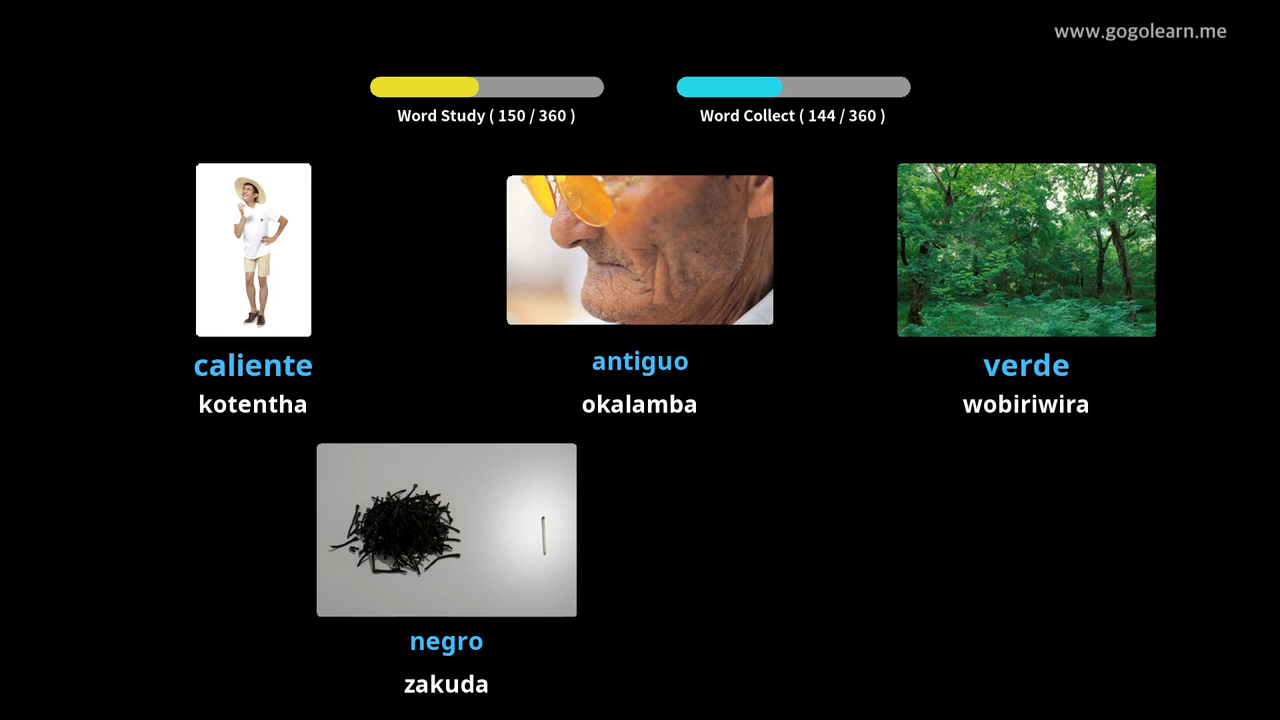 www.gogolearn.me
Word Study ( 150 / 360 )
Word Collect ( 144 / 360 )
caliente
kotentha
antiguo
okalamba
verde
wobiriwira
negro
zakuda